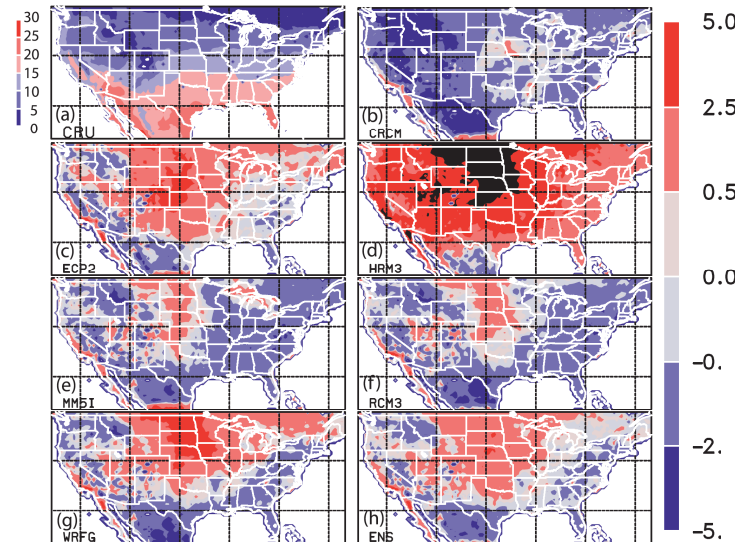 30
25
20
15
10
5
0
(a)
CRU
(b)
CRCM
(c)
ECP2
(d)
HRM3
(e)
MM5I
(f)
RCM3
(g)
WRFG
(h)
ENS
5.0
2.5
0.5
0.0
-0.
-2.
-5.